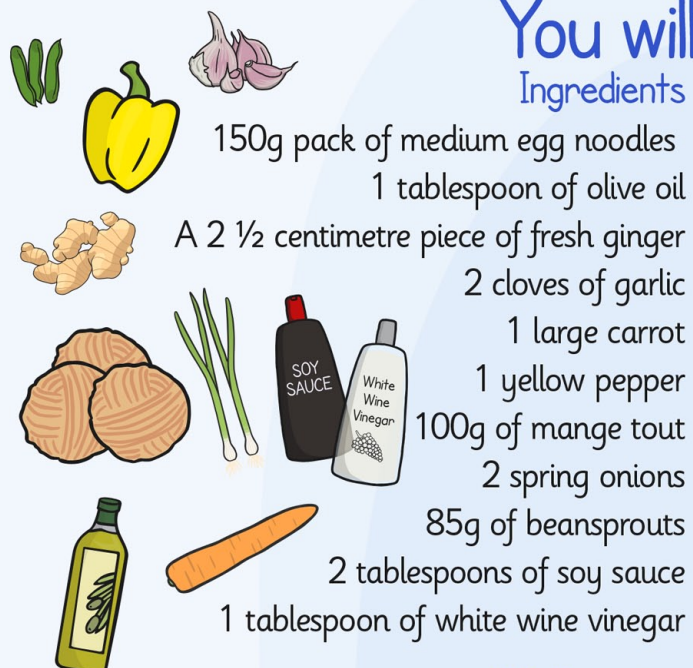 You will
Ingredients
150g pack of medium egg noodles
1 tablespoon of olive oil
A 2 ½ centimetre piece of fresh ginger
2 cloves of garlic
1 large carrot
1 yellow pepper
100g of mange tout
2 spring onions
85g of beansprouts
2 tablespoons of soy sauce
1 tablespoon of white wine vinegar
SOY
SAUCE
White
Wine
Vinegar